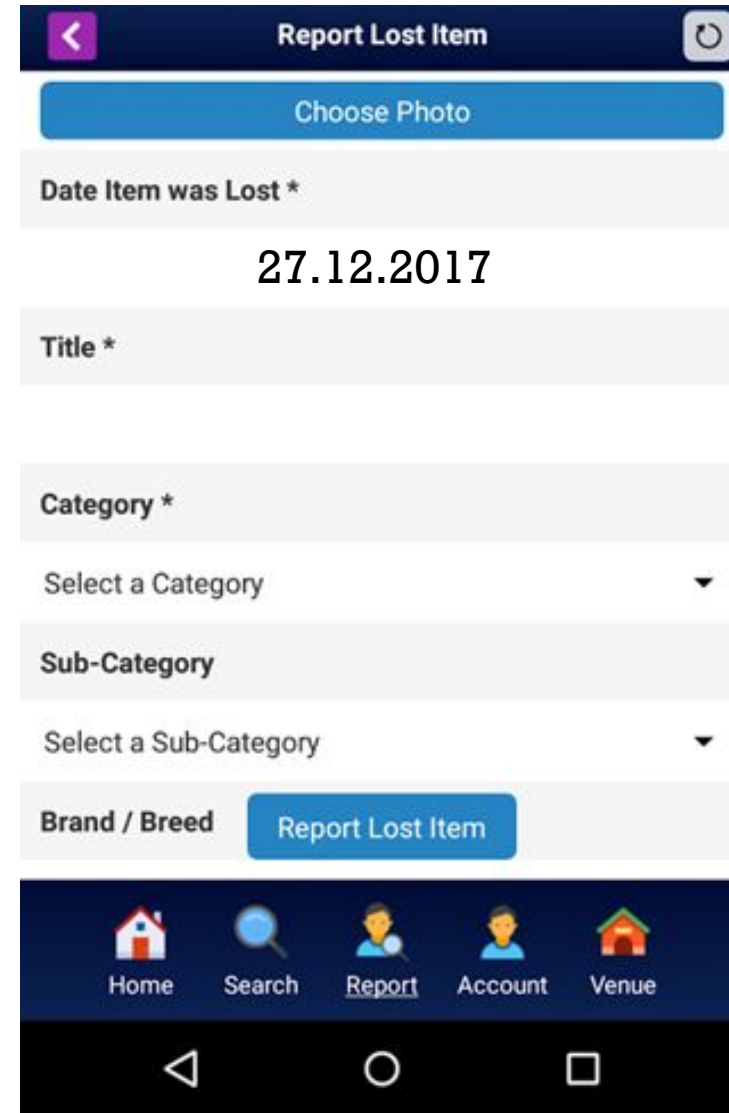 Report Lost Item
Choose Photo
Date Item was Lost *
27.12.2017
Title *
Category *
Select a Category
Sub-Category
Select a Sub-Category
Brand / Breed Report Lost Item
Home Search Report Account Venue